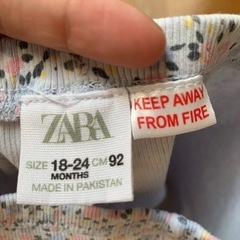 ZARA
SIZE 18-24 CM 92
MONTHS
MADE IN PAKISTAN
KEEP AWAY
FROM FIRE